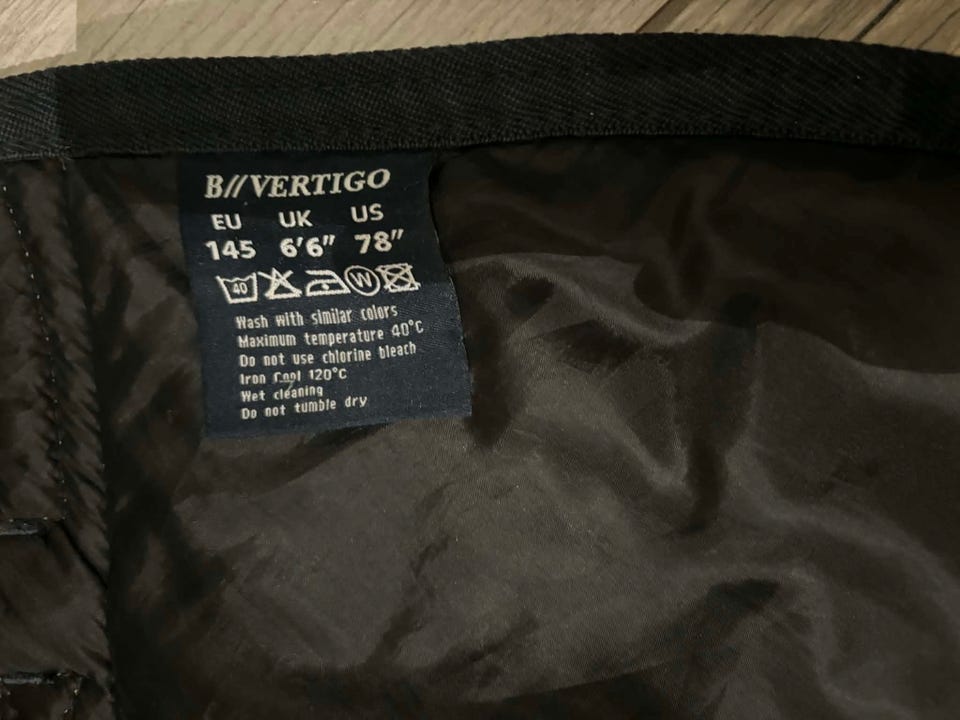 B//VERTIGO
EU UK US
145 6'6" 78"
40 W
Wash with similar colors
Maximum temperature 40°C
Do not use chlorine bleach
Iron Cool 120°C
Wet cleaning
Do not tumble dry